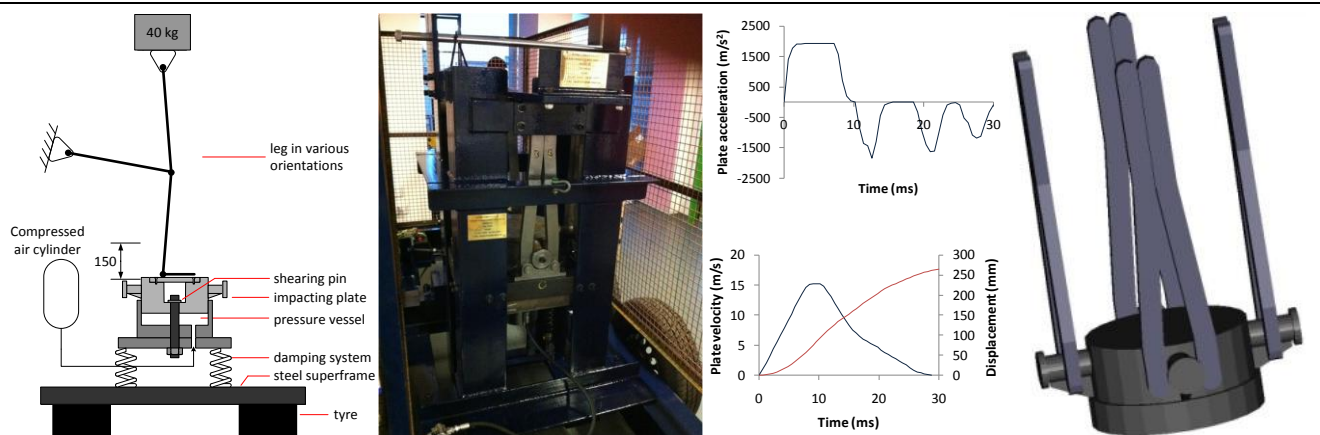 40 kg
leg in various
orientations
Compressed
air cylinder
150
shearing pin
impacting plate
pressure vessel
damping system
steel superframe
tyre
Plate acceleration (m/s²)
2500
1500
500
-500
-1500
-2500
0
10
20
30
Time (ms)
Plate velocity (m/s)
20
15
10
5
0
300
250
200
150
100
50
0
Displacement (mm)
0
10
20
30
Time (ms)